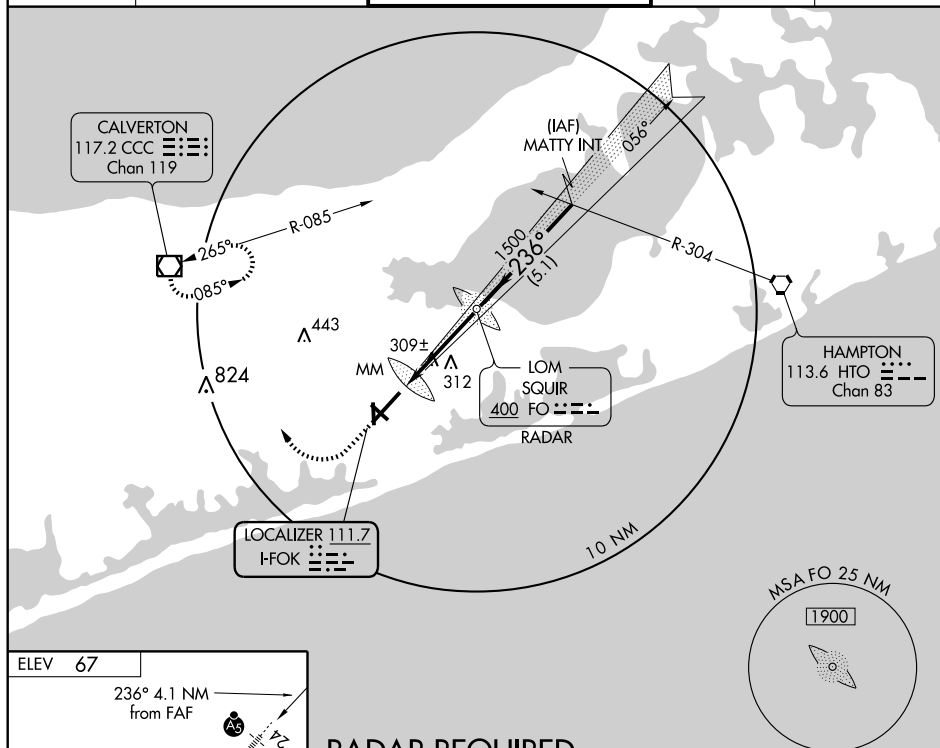 CALVERTON
117.2 CCC
Chan 119
(IAF)
MATTY INT
056°
R-085
265°
085°
1500
236°
(5.1)
R-304
443
824
309±
312
MM
LOM
SQUIR
400 FO
RADAR
HAMPTON
113.6 HTO
Chan 83
LOCALIZER 111.7
I-FOK
10 NM
MSA FO 25 NM
1900
ELEV 67
236° 4.1 NM
from FAF
A5
24
RADAR REQUIRED